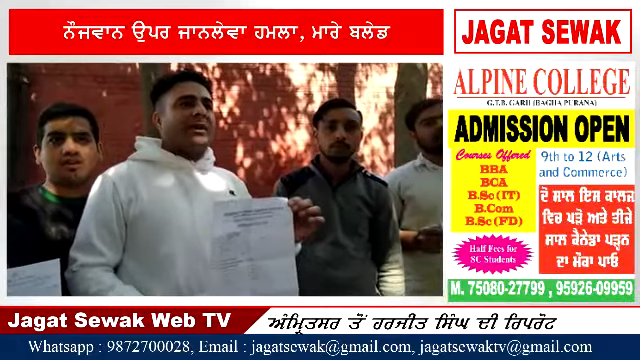 ਨੌਜਵਾਨ ਉਪਰ ਜਾਨਲੇਵਾ ਹਮਲਾ, ਮਾਰੇ ਬਲੇਡ
JAGAT SEWAK
ALPINE COLLEGE
G.T.B. GARH (BAGHA PURANA)
ADMISSION OPEN
Courses Offered
BBA
BCA
B.Sc(IT)
B.Com
B.Sc(FD)
Half Fees for
SC Students
9th to 12 (Arts
and Commerce)
ਦੋ ਸਾਲ ਇਸ ਕਾਲਜ
ਵਿਚ ਪੜੋ ਅਤੇ ਤੀਜੇ
ਸਾਲ ਕੈਨੇਡਾ ਪੜ੍ਹਨ
ਦਾ ਮੌਕਾ ਪਾਓ
M. 75080-27799 , 95926-09959
Jagat Sewak Web TV
ਅੰਮ੍ਰਿਤਸਰ ਤੋਂ ਹਰਜੀਤ ਸਿੰਘ ਦੀ ਰਿਪਰੋਟ
Whatsapp : 9872700028, Email : jagatsewak@gmail.com, jagatsewaktv@gmail.com